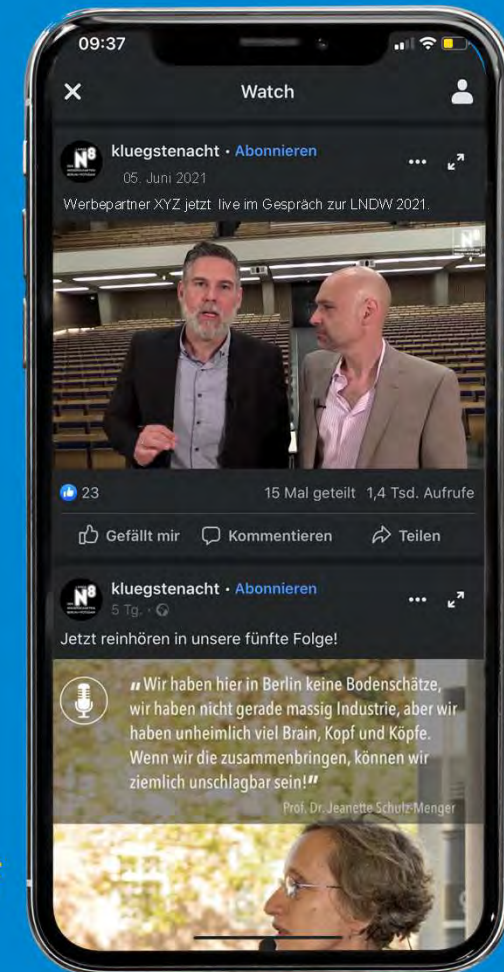 09:37
Watch
N8
kluegstenacht · Abonnieren
05. Juni 2021
Werbepartner XYZ jetzt live im Gespräch zur LNDW 2021.
23
15 Mal geteilt 1,4 Tsd. Aufrufe
Gefällt mir Kommentieren Teilen
N8
kluegstenacht · Abonnieren
5 Tg. ·
Jetzt reinhören in unsere fünfte Folge!
"Wir haben hier in Berlin keine Bodenschätze,
wir haben nicht gerade massig Industrie, aber wir
haben unheimlich viel Brain, Kopf und Köpfe.
Wenn wir die zusammenbringen, können wir
ziemlich unschlagbar sein!"
Prof. Dr. Jeanette Schulz-Menger